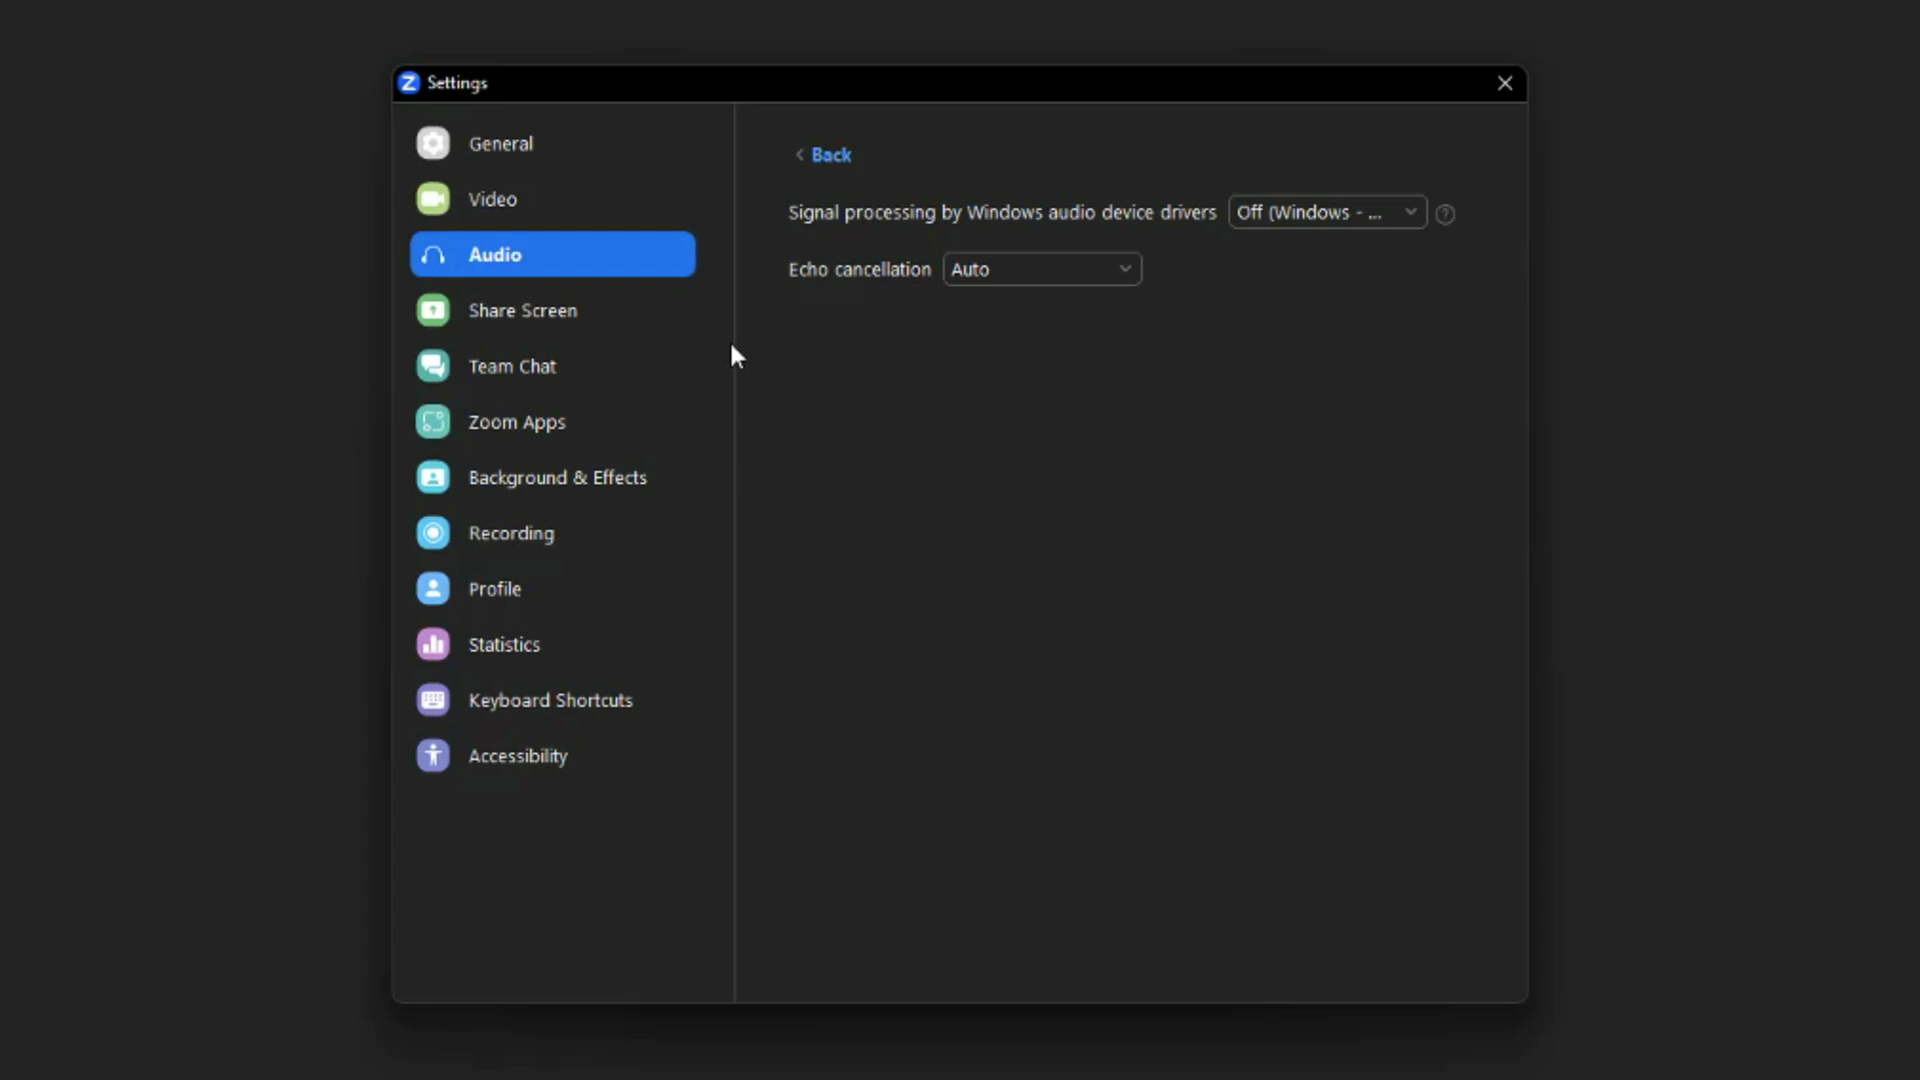 Settings
General
Video
Audio
Share Screen
Team Chat
Zoom Apps
Background & Effects
Recording
Profile
Statistics
Keyboard Shortcuts
Accessibility
Back
Signal processing by Windows audio device drivers Off (Windows - ...
Echo cancellation Auto